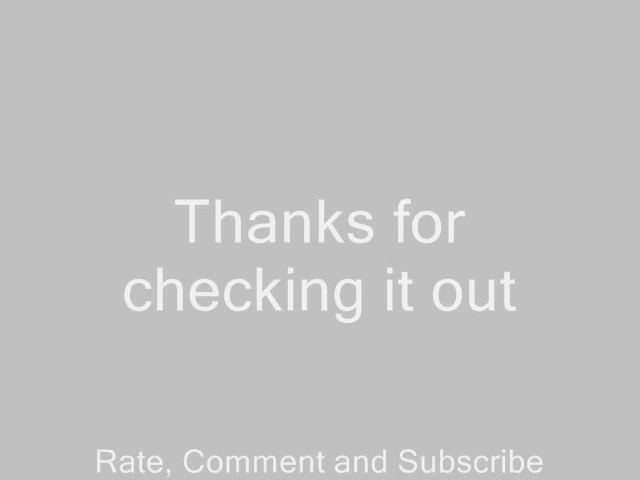 Thanks for
checking it out
Rate, Comment and Subscribe